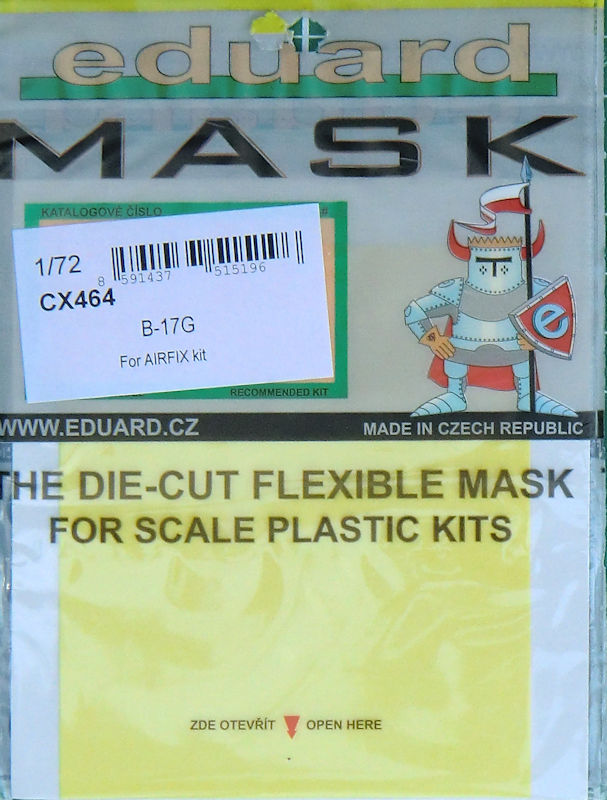 eduard
MASK
KATALOGOVÉ ČÍSLO #
1/72
8 591437 515196
CX464
B-17G
For AIRFIX kit
RECOMMENDED KIT
e
WWW.EDUARD.CZ MADE IN CZECH REPUBLIC
THE DIE-CUT FLEXIBLE MASK
FOR SCALE PLASTIC KITS
ZDE OTEVŘÍT OPEN HERE